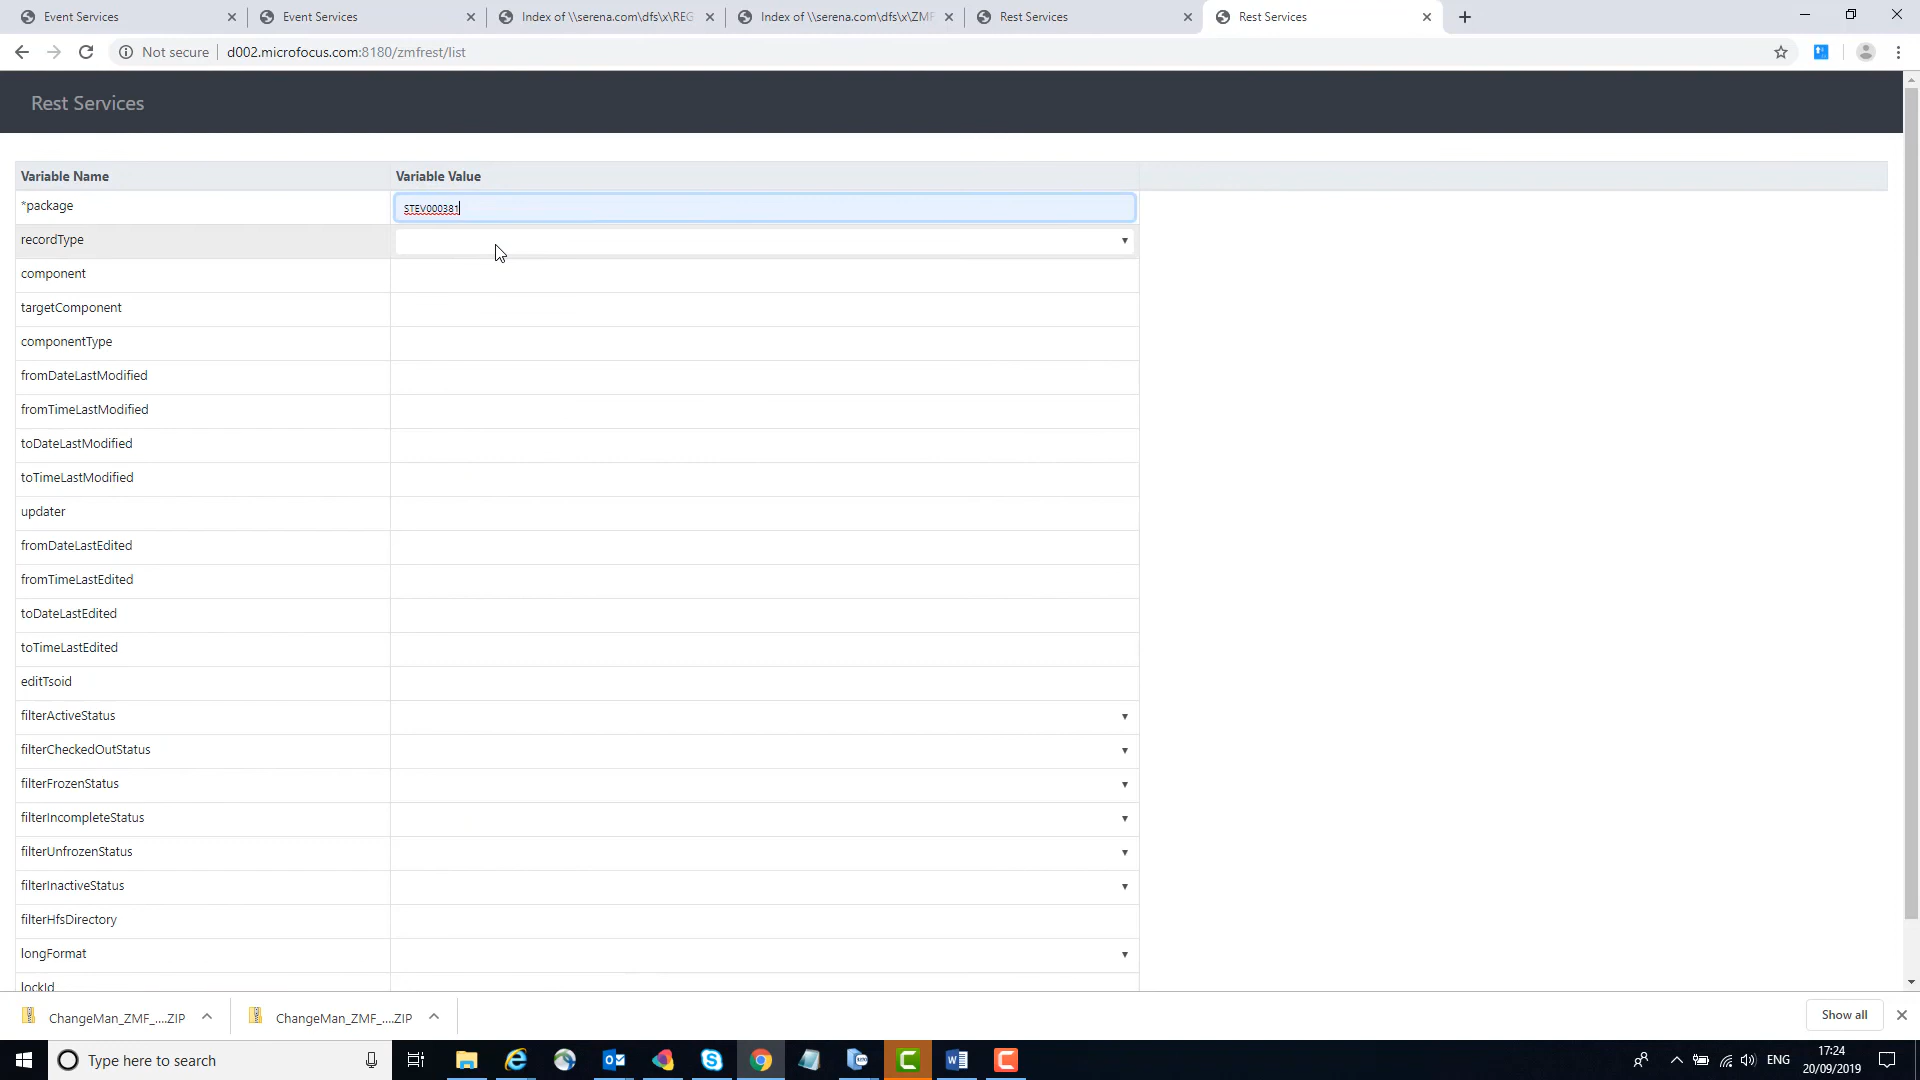 Event Services
Event Services
Index of \\serena.com\dfs\x\REG
Index of \\serena.com\dfs\x\ZMF
Rest Services
Rest Services
Not secure
d002.microfocus.com:8180/zmfrest/list
Rest Services
Variable Name
Variable Value
*package
STEV000381
recordType
component
targetComponent
componentType
fromDateLastModified
fromTimeLastModified
toDateLastModified
toTimeLastModified
updater
fromDateLastEdited
fromTimeLastEdited
toDateLastEdited
toTimeLastEdited
editTsoid
filterActiveStatus
filterCheckedOutStatus
filterFrozenStatus
filterIncompleteStatus
filterUnfrozenStatus
filterInactiveStatus
filterHfsDirectory
longFormat
lockId
ChangeMan_ZMF_....ZIP
ChangeMan_ZMF_....ZIP
Show all
Type here to search
ENG
17:24
20/09/2019